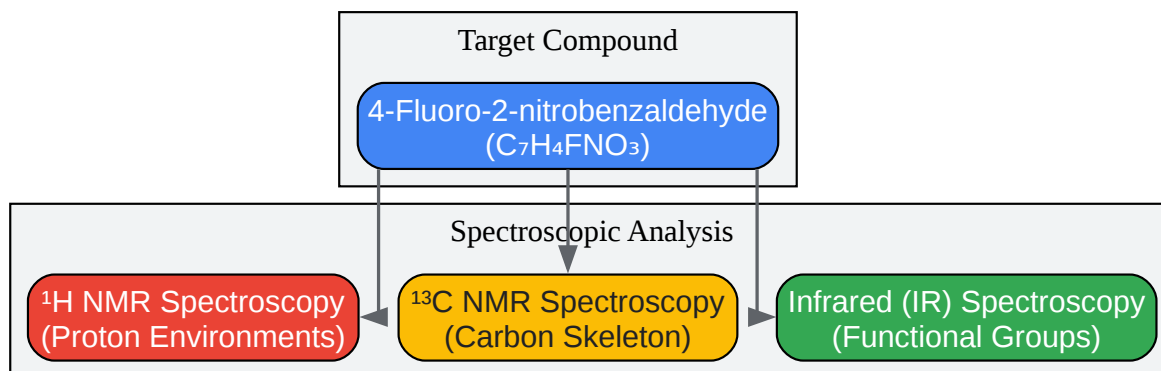 Target Compound
4-Fluoro-2-nitrobenzaldehyde
(C₇H₄FNO₃)
Spectroscopic Analysis
¹H NMR Spectroscopy
(Proton Environments)
¹³C NMR Spectroscopy
(Carbon Skeleton)
Infrared (IR) Spectroscopy
(Functional Groups)